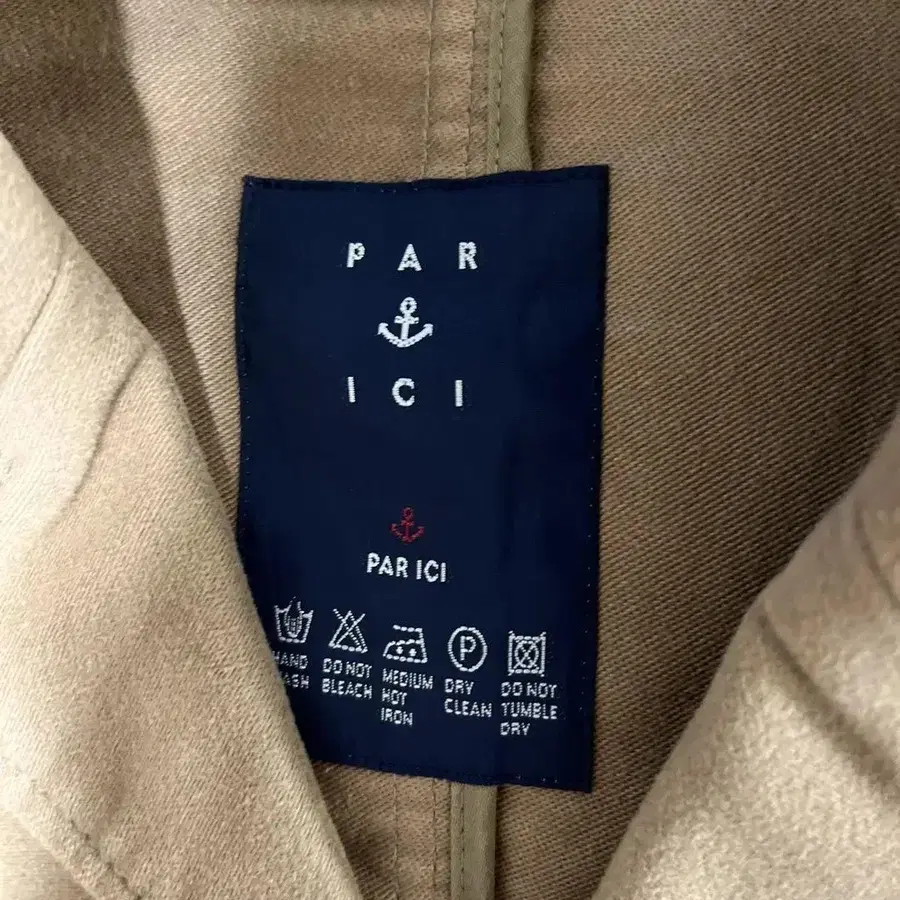 PAR
ICI
PAR ICI
P
HAND WASH
DO NOT BLEACH
MEDIUM HOT IRON
DRY CLEAN
DO NOT TUMBLE DRY